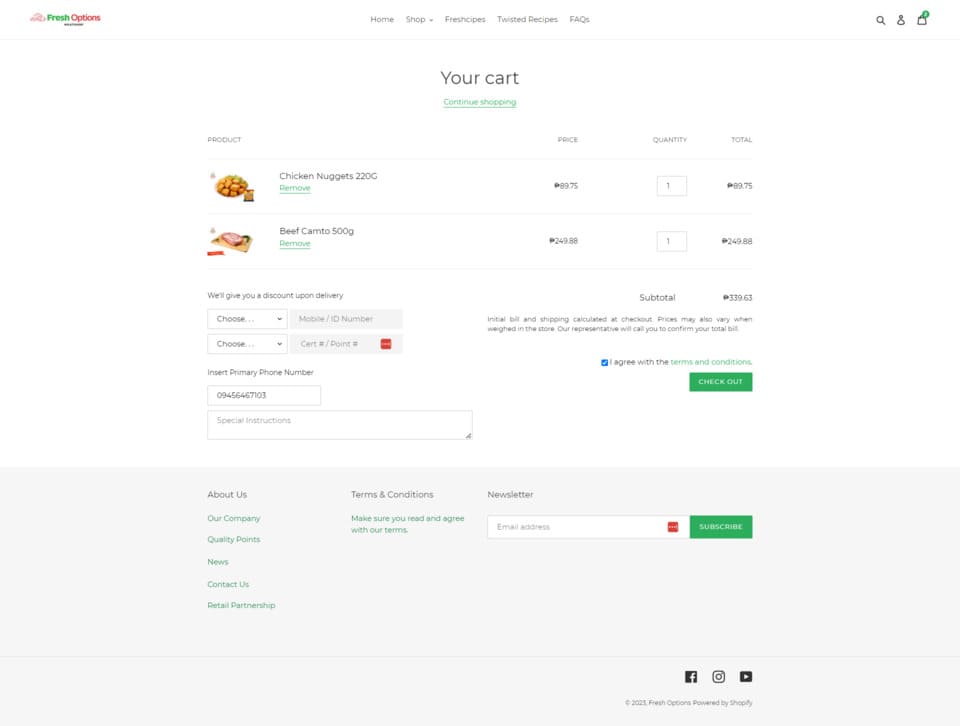 Fresh Options
MEATSHOP
Home
Shop
Freshcipes
Twisted Recipes
FAQs
2
Your cart
Continue shopping
PRODUCT
PRICE
QUANTITY
TOTAL
Chicken Nuggets 220G
Remove
₱89.75
1
₱89.75
Beef Camto 500g
Remove
₱249.88
1
₱249.88
We'll give you a discount upon delivery
Choose. . .
Mobile / ID Number
Choose. . .
Cert # / Point #
Insert Primary Phone Number
09456467103
Special Instructions
Subtotal
₱339.63
Initial bill and shipping calculated at checkout. Prices may also vary when
weighed in the store. Our representative will call you to confirm your total bill.
I agree with the terms and conditions.
CHECK OUT
About Us
Our Company
Quality Points
News
Contact Us
Retail Partnership
Terms & Conditions
Make sure you read and agree
with our terms.
Newsletter
Email address
SUBSCRIBE
© 2023, Fresh Options Powered by Shopify